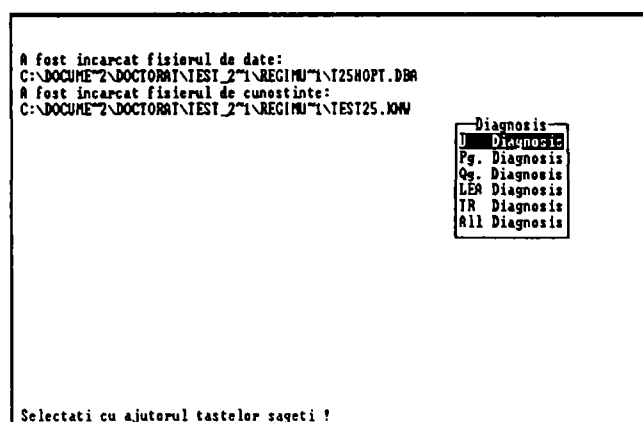 A fost incarcat fisierul de date:
C:\DOCUME~2\DOCTORAT\TEST_2~1\REGIMU~1\T25HOPT.DBA
A fost incarcat fisierul de cunostinte:
C:\DOCUME~2\DOCTORAT\TEST_2~1\REGIMU~1\TEST25.KNW
Diagnosis
U Diagnosis
Pg. Diagnosis
Qg. Diagnosis
LEA Diagnosis
TR Diagnosis
All Diagnosis
Selectati cu ajutorul tastelor sageti !